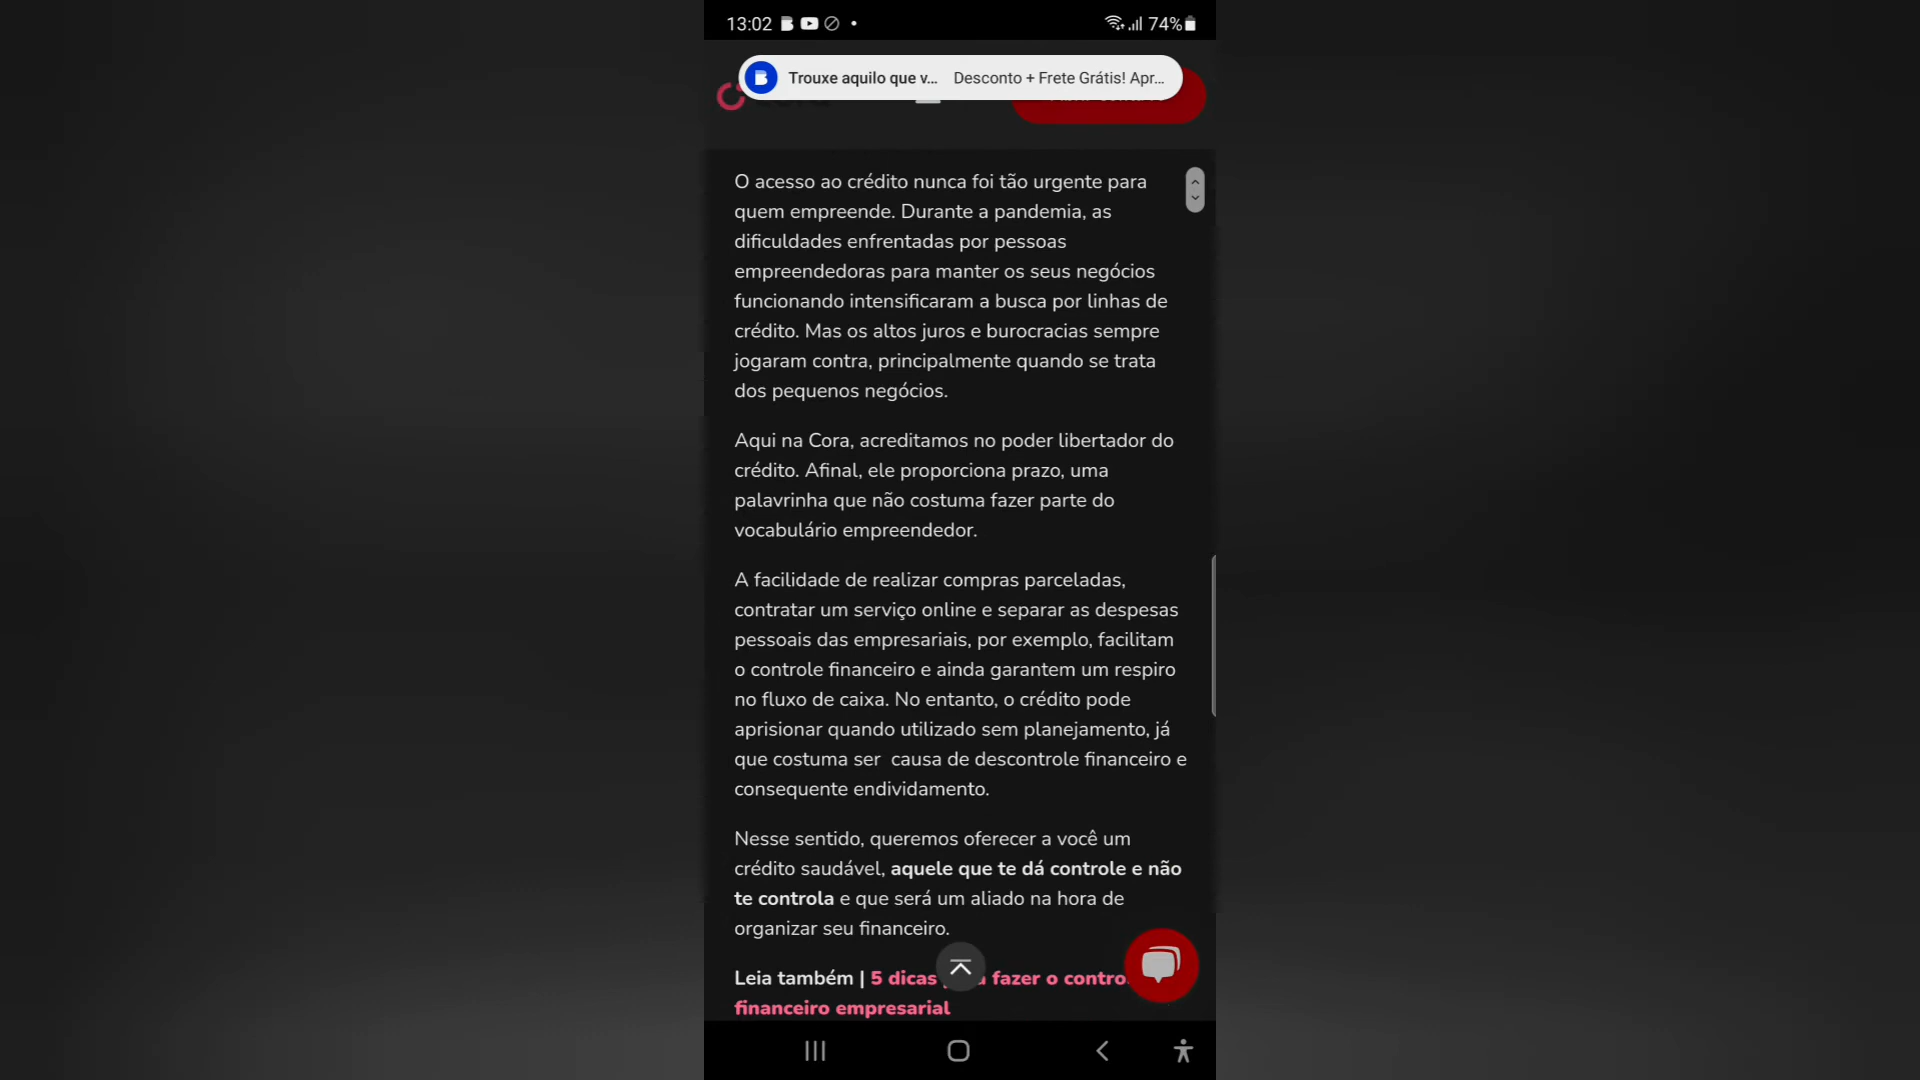 13:02
74%
Trouxe aquilo que v... Desconto + Frete Grátis! Apr...
O acesso ao crédito nunca foi tão urgente para
quem empreende. Durante a pandemia, as
dificuldades enfrentadas por pessoas
empreendedoras para manter os seus negócios
funcionando intensificaram a busca por linhas de
crédito. Mas os altos juros e burocracias sempre
jogaram contra, principalmente quando se trata
dos pequenos negócios.
Aqui na Cora, acreditamos no poder libertador do
crédito. Afinal, ele proporciona prazo, uma
palavrinha que não costuma fazer parte do
vocabulário empreendedor.
A facilidade de realizar compras parceladas,
contratar um serviço online e separar as despesas
pessoais das empresariais, por exemplo, facilitam
o controle financeiro e ainda garantem um respiro
no fluxo de caixa. No entanto, o crédito pode
aprisionar quando utilizado sem planejamento, já
que costuma ser  causa de descontrole financeiro e
consequente endividamento.
Nesse sentido, queremos oferecer a você um
crédito saudável, aquele que te dá controle e não
te controla e que será um aliado na hora de
organizar seu financeiro.
Leia também | 5 dicas fazer o
financeiro empresarial